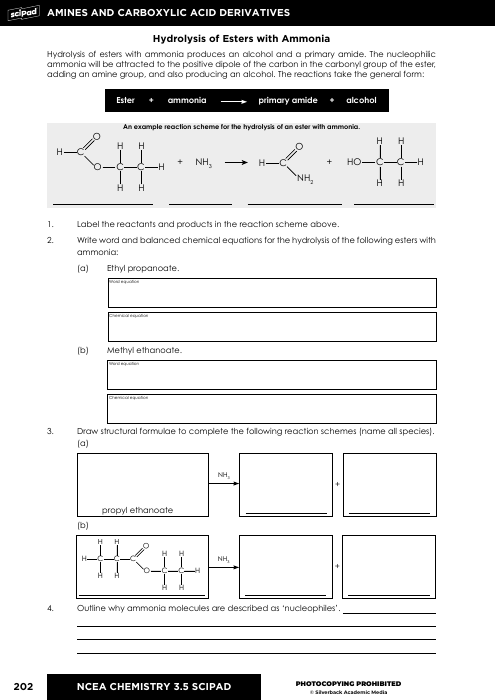 scipad AMINES AND CARBOXYLIC ACID DERIVATIVES
Hydrolysis of Esters with Ammonia
Hydrolysis of esters with ammonia produces an alcohol and a primary amide. The nucleophilic
ammonia will be attracted to the positive dipole of the carbon in the carbonyl group of the ester,
adding an amine group, and also producing an alcohol. The reactions take the general form:
Ester + ammonia → primary amide + alcohol
An example reaction scheme for the hydrolysis of an ester with ammonia.
O H H O H H
H C + NH3 → H C + HO C C H
O C C H NH2 H H
H H
1. Label the reactants and products in the reaction scheme above.
2. Write word and balanced chemical equations for the hydrolysis of the following esters with
ammonia:
(a) Ethyl propanoate.
Word equation
Chemical equation
(b) Methyl ethanoate.
Word equation
Chemical equation
3. Draw structural formulae to complete the following reaction schemes (name all species).
(a)
NH3
+
propyl ethanoate
(b)
H H O
H C C C H H
H H O C C H
H H
NH3
+
4. Outline why ammonia molecules are described as ‘nucleophiles’.
202 NCEA CHEMISTRY 3.5 SCIPAD
PHOTOCOPYING PROHIBITED
© Silverback Academic Media